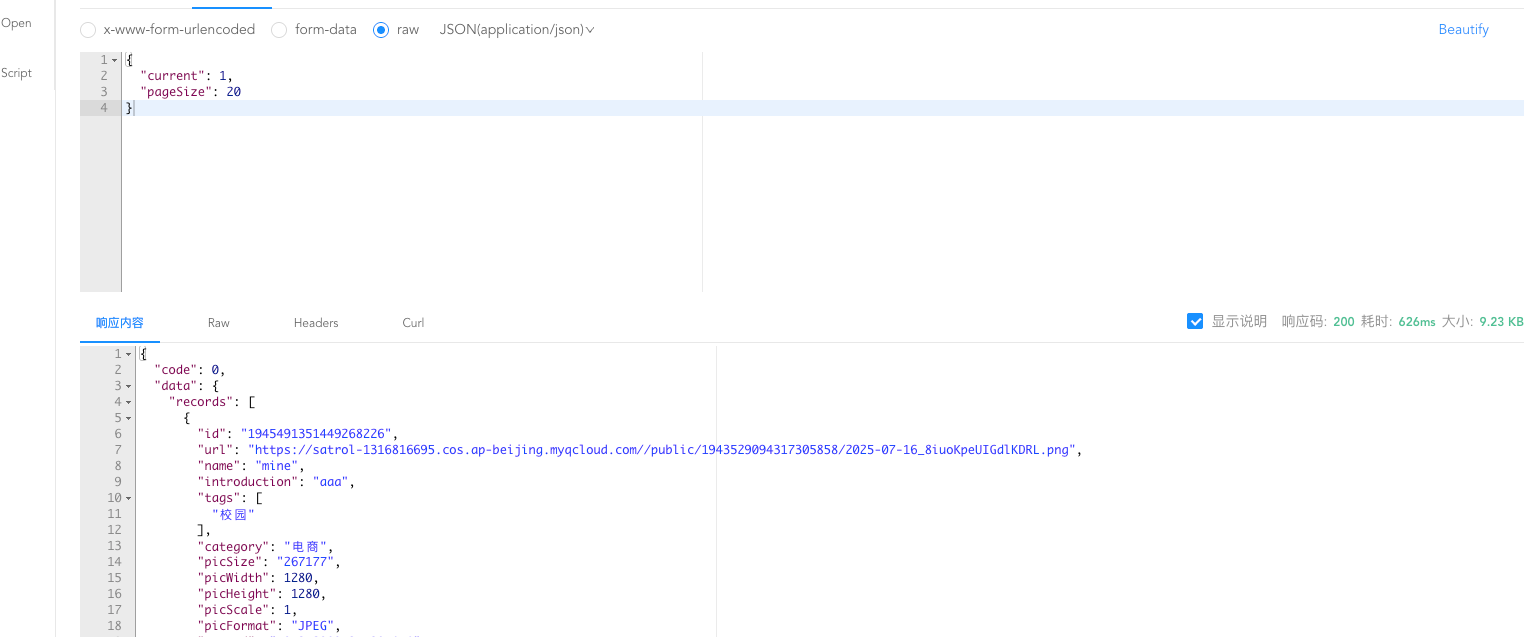 Open
Script
x-www-form-urlencoded form-data raw JSON(application/json) Beautify
1 {
2 "current": 1,
3 "pageSize": 20
4 }
响应内容 Raw Headers Curl 显示说明 响应码: 200 耗时: 626ms 大小: 9.23 KB
1 {
2 "code": 0,
3 "data": {
4 "records": [
5 {
6 "id": "1945491351449268226",
7 "url": "https://satrol-1316816695.cos.ap-beijing.myqcloud.com//public/1943529094317305858/2025-07-16_8iuoKpeUIGdlKDRL.png",
8 "name": "mine",
9 "introduction": "aaa",
10 "tags": [
11 "校园"
12 ],
13 "category": "电商",
14 "picSize": "267177",
15 "picWidth": 1280,
16 "picHeight": 1280,
17 "picScale": 1,
18 "picFormat": "JPEG",